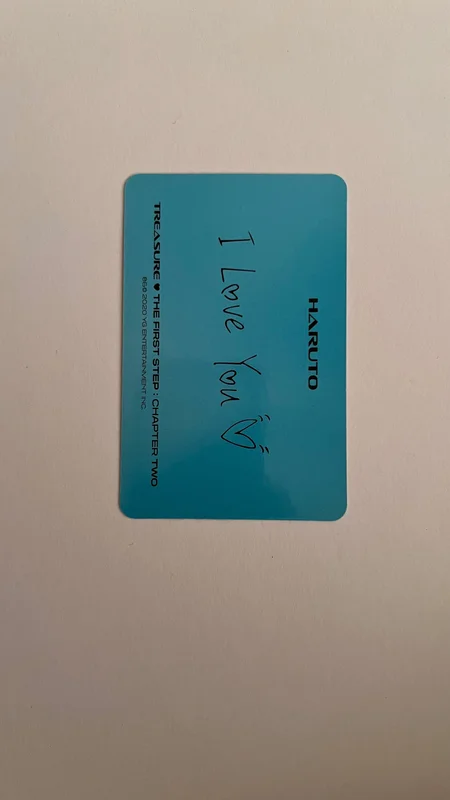 HARUTO
I Love You ♡
TREASURE ♥ THE FIRST STEP : CHAPTER TWO
℗&© 2020 YG ENTERTAINMENT INC.